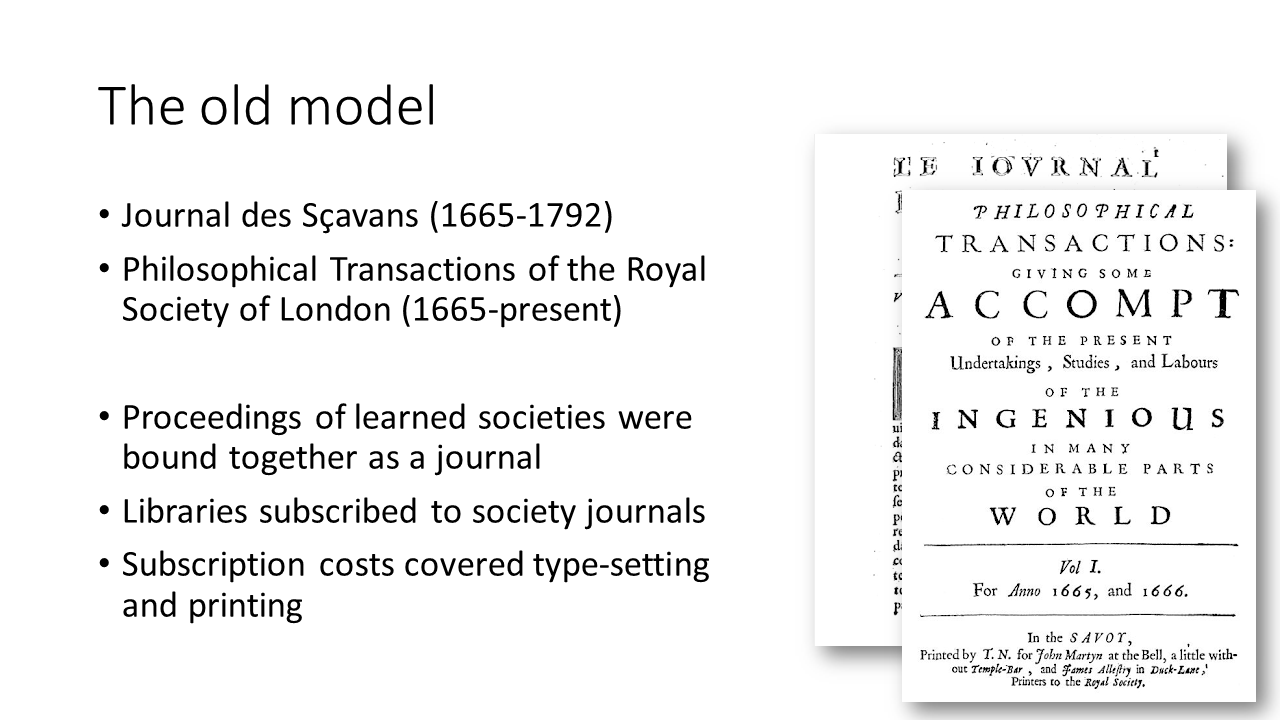 The old model
• Journal des Sçavans (1665-1792)
• Philosophical Transactions of the Royal
Society of London (1665-present)
• Proceedings of learned societies were
bound together as a journal
• Libraries subscribed to society journals
• Subscription costs covered type-setting
and printing
LE IOVRNAL
PHILOSOPHICAL
TRANSACTIONS:
GIVING SOME
ACCOMPT
OF THE PRESENT
Undertakings, Studies, and Labours
OF THE
INGENIOUS
IN MANY
CONSIDERABLE PARTS
OF THE
WORLD
Vol I.
For Anno 1665, and 1666.
In the SAVOY,
Printed by T. N. for John Martyn at the Bell, a little with-
out Temple-Bar, and James Allestry in Duck-Lane,
Printers to the Royal Society.